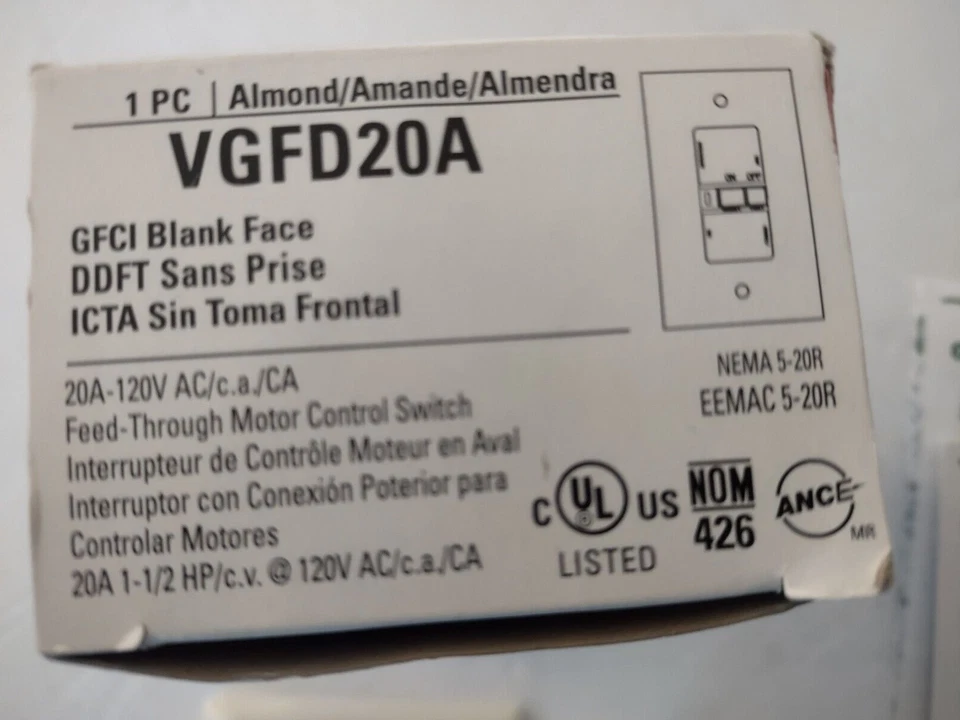 1 PC | Almond/Amande/Almendra
VGFD20A
GFCI Blank Face
DDFT Sans Prise
ICTA Sin Toma Frontal
20A-120V AC/c.a./CA
Feed-Through Motor Control Switch
Interrupteur de Contrôle Moteur en Aval
Interruptor con Conexión Poterior para
Controlar Motores
20A 1-1/2 HP/c.v. @ 120V AC/c.a./CA
ON OFF
NEMA 5-20R
EEMAC 5-20R
C UL ® US
LISTED
NOM
426
ANCE
MR